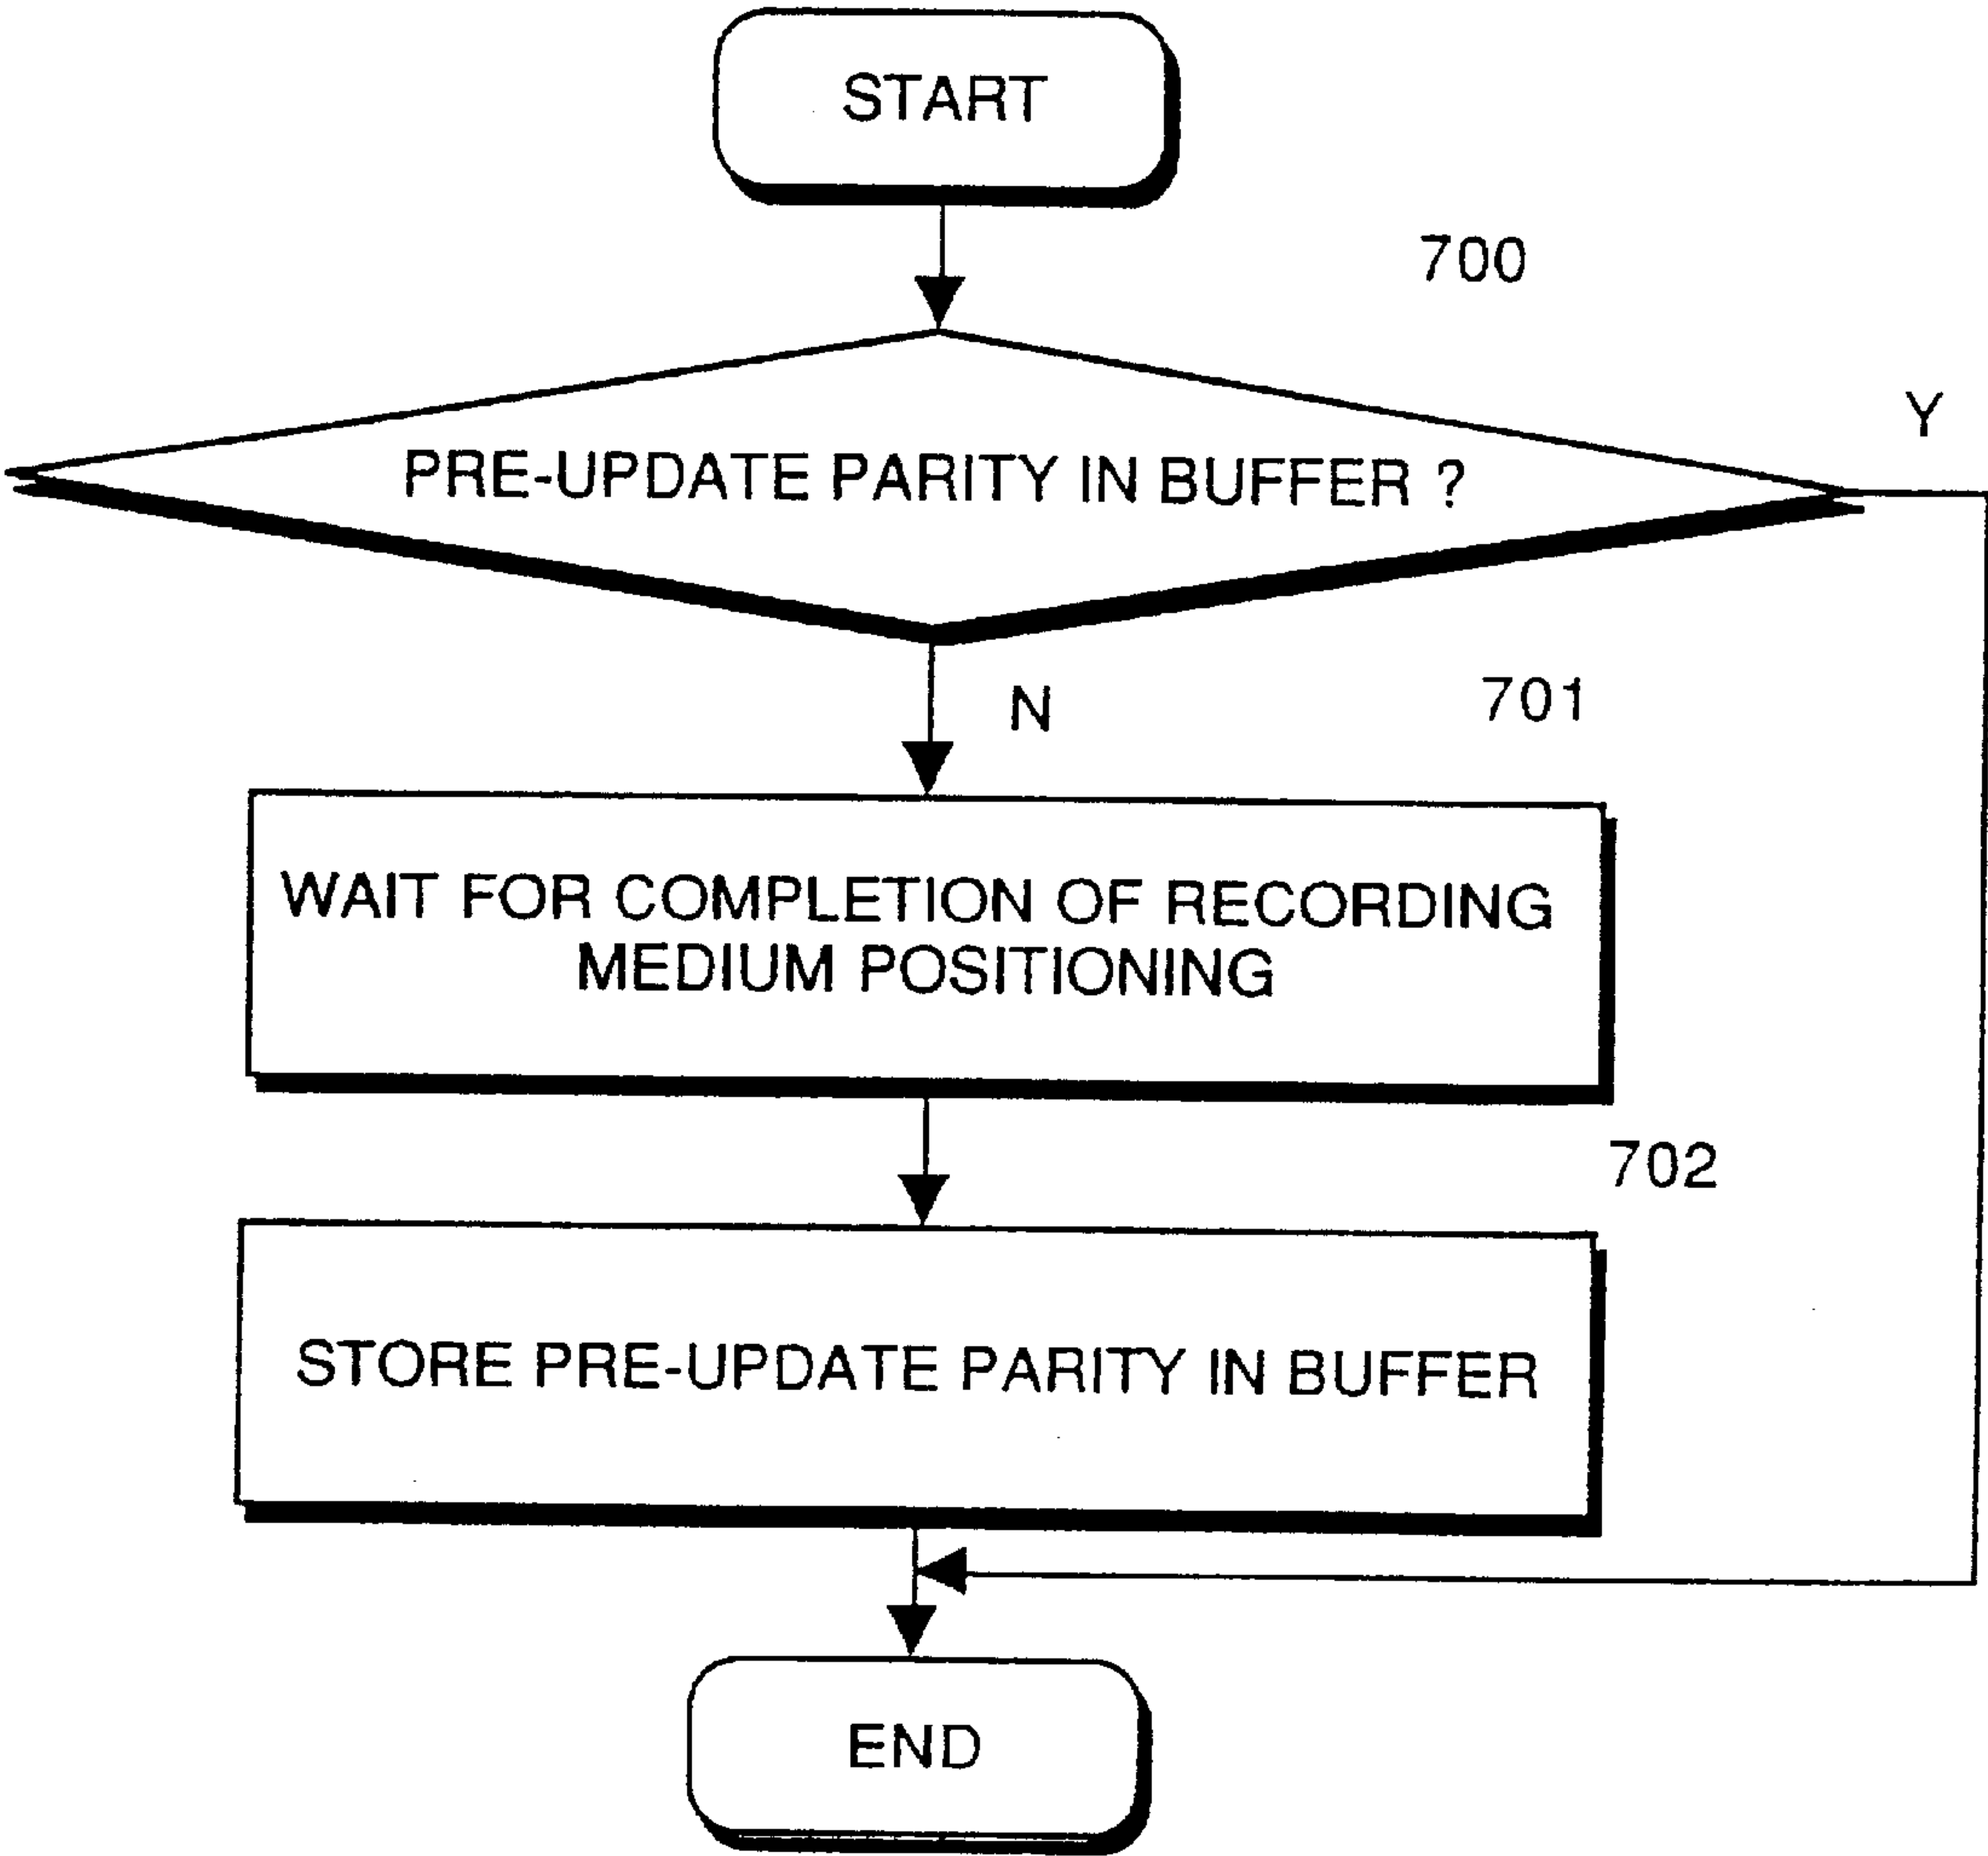 START
700
Y
PRE-UPDATE PARITY IN BUFFER ?
N
701
WAIT FOR COMPLETION OF RECORDING
MEDIUM POSITIONING
702
STORE PRE-UPDATE PARITY IN BUFFER
END